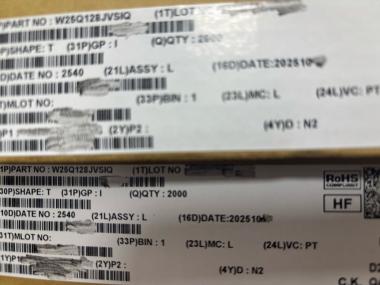 P)PART NO : W25Q128JVSIQ (1T)LOT
P)SHAPE: T (31P)GP : I (Q)QTY : 2000
D)DATE NO : 2540 (21L)ASSY : L (16D)DATE:202510
T)MLOT NO: (33P)BIN : 1 (23L)MC: L (24L)VC: PT
)P1 (2Y)P2 : (4Y)D : N2
1P)PART NO : W25Q128JVSIQ (1T)LOT NO
30P)SHAPE: T (31P)GP : I (Q)QTY : 2000
RoHS
COMPLIANT
HF
10D)DATE NO : 2540 (21L)ASSY : L (16D)DATE:202510
31T)MLOT NO: (33P)BIN : 1 (23L)MC: L (24L)VC: PT
1Y)P1 (2Y)P2 : (4Y)D : N2
C K